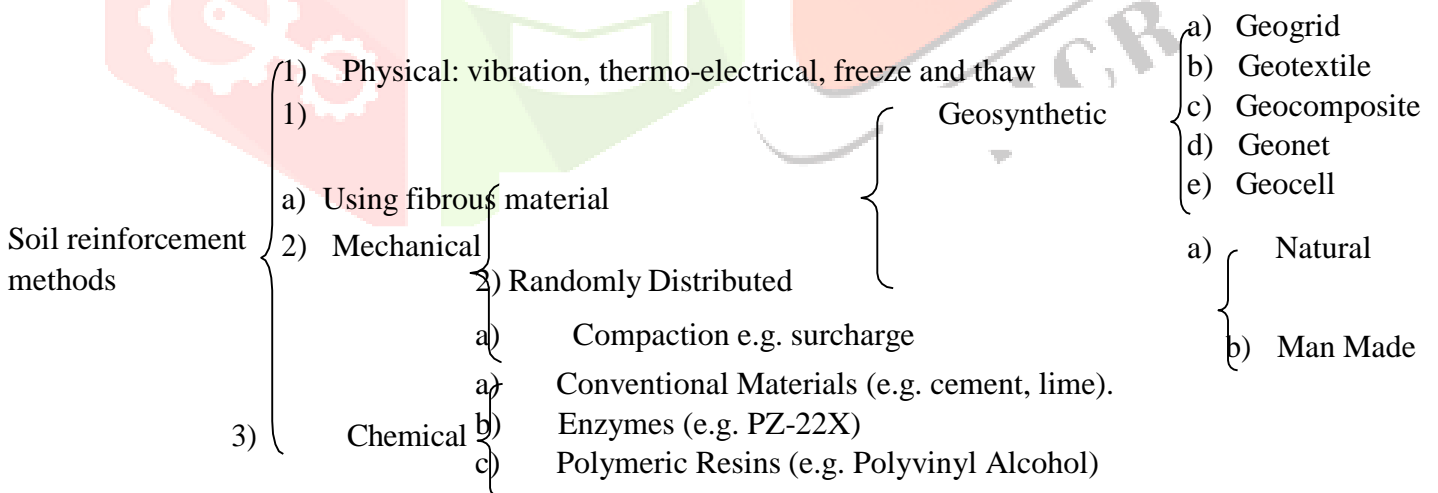 a) Geogrid
1) Physical: vibration, thermo-electrical, freeze and thaw
b) Geotextile
1) Geosynthetic
c) Geocomposite
d) Geonet
e) Geocell
a) Using fibrous material
Soil reinforcement methods
2) Mechanical
a) Natural
2) Randomly Distributed
a) Compaction e.g. surcharge
b) Man Made
a) Conventional Materials (e.g. cement, lime).
3) Chemical
b) Enzymes (e.g. PZ-22X)
c) Polymeric Resins (e.g. Polyvinyl Alcohol)